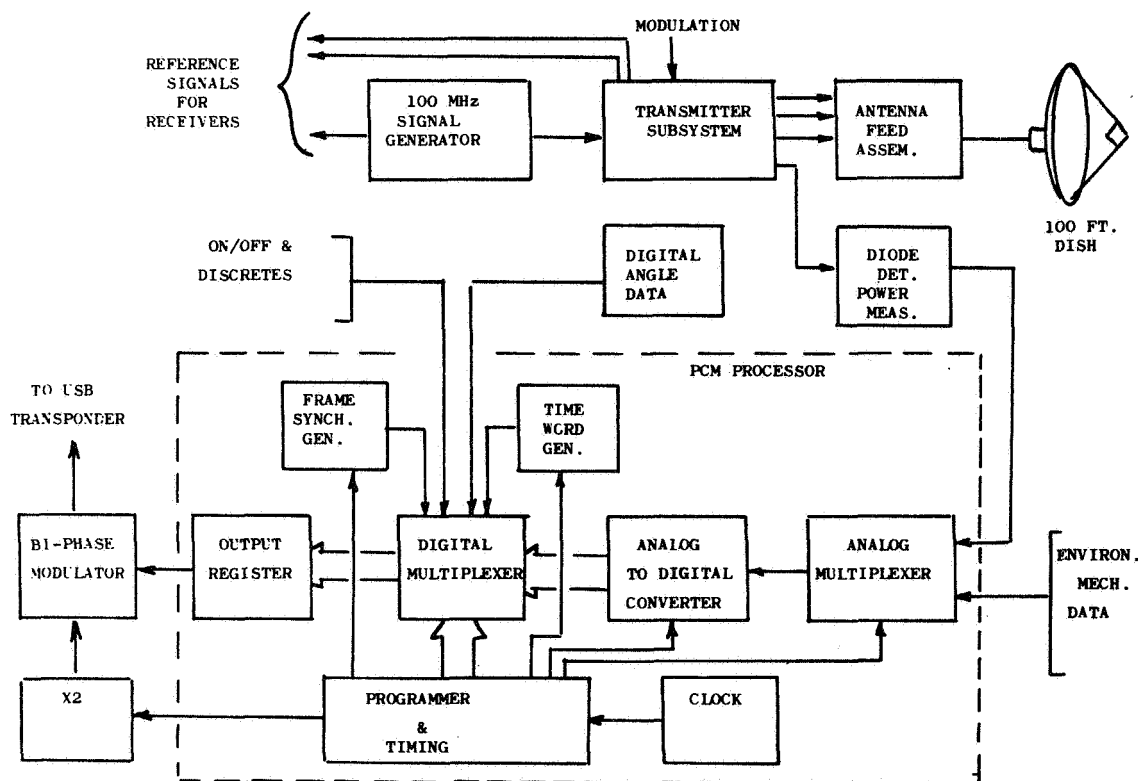 MODULATION
REFERENCE
SIGNALS
FOR
RECEIVERS
100 MHz
SIGNAL
GENERATOR
TRANSMITTER
SUBSYSTEM
ANTENNA
FEED
ASSEM.
100 FT.
DISH
ON/OFF &
DISCRETES
DIGITAL
ANGLE
DATA
DIODE
DET.
POWER
MEAS.
PCM PROCESSOR
TO USB
TRANSPONDER
FRAME
SYNCH.
GEN.
TIME
WORD
GEN.
BI-PHASE
MODULATOR
OUTPUT
REGISTER
DIGITAL
MULTIPLEXER
ANALOG
TO DIGITAL
CONVERTER
ANALOG
MULTIPLEXER
ENVIRON.
MECH.
DATA
X2
PROGRAMMER
&
TIMING
CLOCK